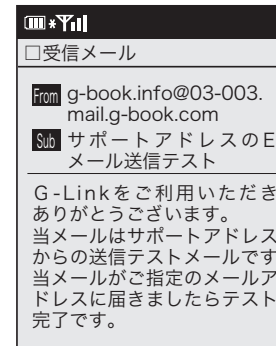 □受信メール
From g-book.info@03-003.
mail.g-book.com
Sub サポートアドレスのE
メール送信テスト
G-Linkをご利用いただき
ありがとうございます。
当メールはサポートアドレス
からの送信テストメールです
当メールがご指定のメールア
ドレスに届きましたらテスト
完了です。